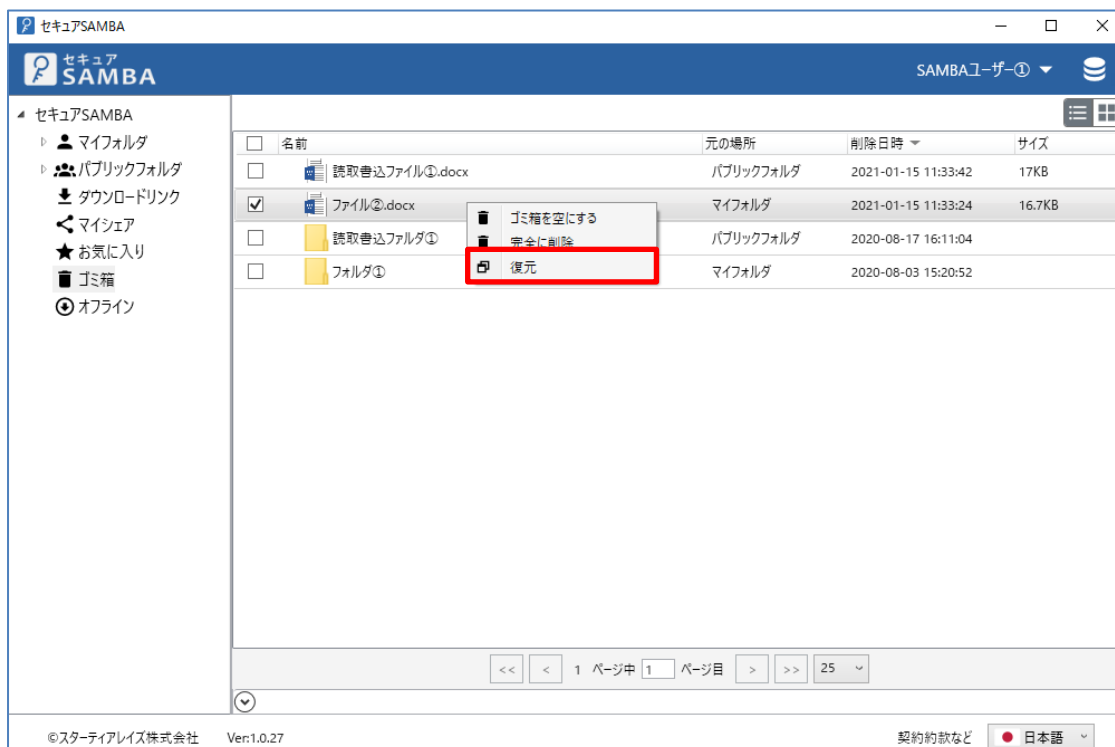 セキュアSAMBA
セキュア
SAMBA
SAMBAユーザー①
セキュアSAMBA
マイフォルダ
パブリックフォルダ
ダウンロードリンク
マイシェア
お気に入り
ゴミ箱
オフライン
名前 元の場所 削除日時 サイズ
読取書込ファイル①.docx パブリックフォルダ 2021-01-15 11:33:42 17KB
ファイル②.docx マイフォルダ 2021-01-15 11:33:24 16.7KB
読取書込ファルダ① パブリックフォルダ 2020-08-17 16:11:04
フォルダ① マイフォルダ 2020-08-03 15:20:52
ゴミ箱を空にする
完全に削除
復元
<< < 1 ページ中 1 ページ目 > >> 25
©スターティアレイズ株式会社 Ver:1.0.27 契約約款など 日本語